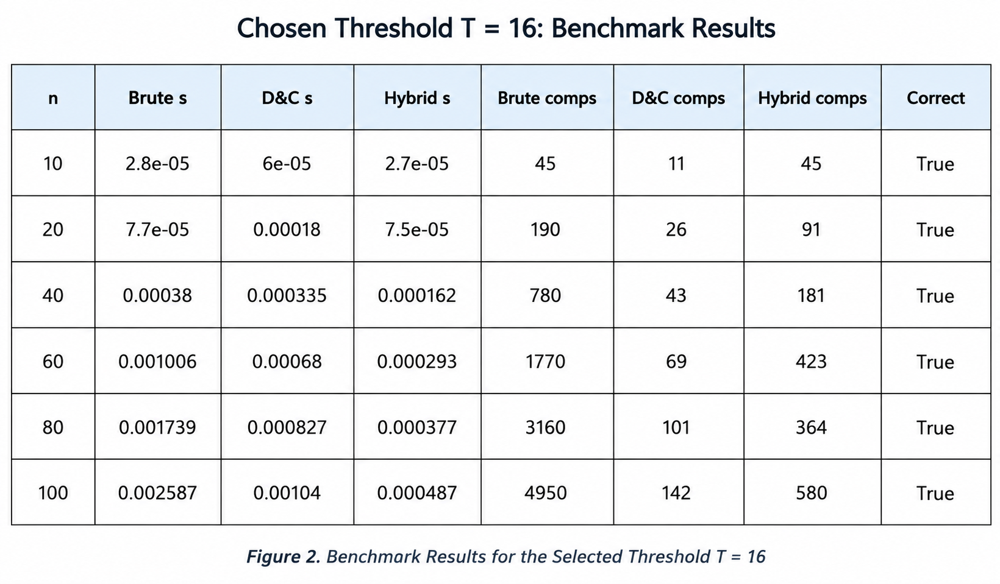 Chosen Threshold T = 16: Benchmark Results
n Brute s D&C s Hybrid s Brute comps D&C comps Hybrid comps Correct
10 2.8e-05 6e-05 2.7e-05 45 11 45 True
20 7.7e-05 0.00018 7.5e-05 190 26 91 True
40 0.00038 0.000335 0.000162 780 43 181 True
60 0.001006 0.00068 0.000293 1770 69 423 True
80 0.001739 0.000827 0.000377 3160 101 364 True
100 0.002587 0.00104 0.000487 4950 142 580 True
Figure 2. Benchmark Results for the Selected Threshold T = 16